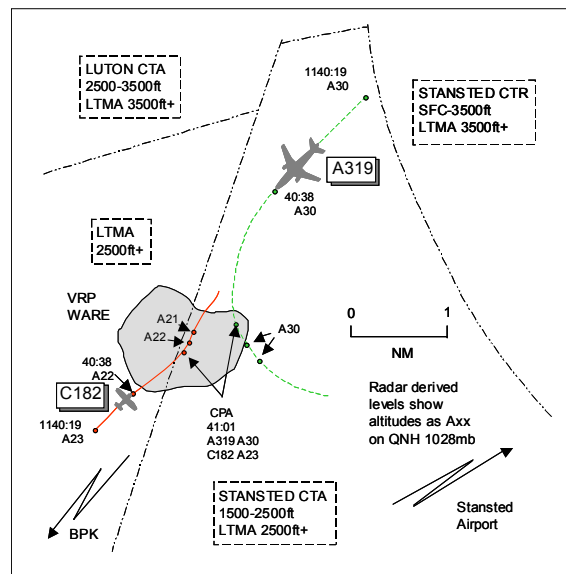 LUTON CTA
2500-3500ft
LTMA 3500ft+
1140:19
A30
STANSTED CTR
SFC-3500ft
LTMA 3500ft+
A319
40:38
A30
LTMA
2500ft+
VRP
WARE
A21
A22
A30
0
1
NM
40:38
A22
C182
1140:19
A23
CPA
41:01
A319 A30
C182 A23
Radar derived
levels show
altitudes as Axx
on QNH 1028mb
BPK
STANSTED CTA
1500-2500ft
LTMA 2500ft+
Stansted
Airport